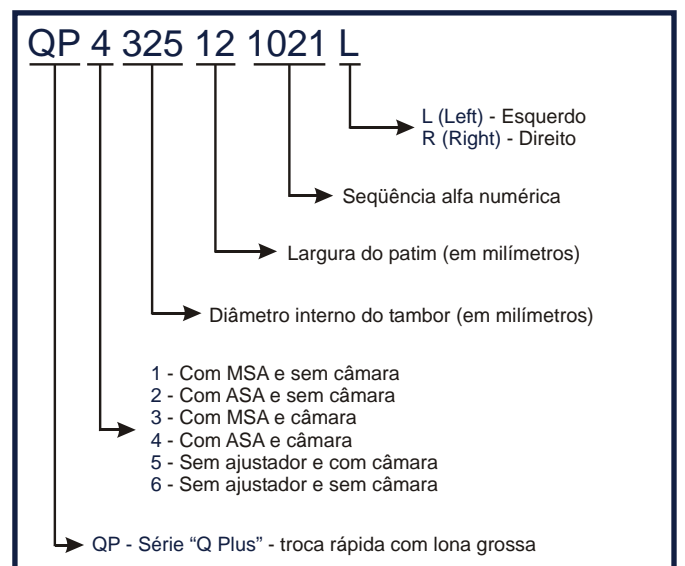 QP 4 325 12 1021 L
L (Left) - Esquerdo
R (Right) - Direito
Seqüência alfa numérica
Largura do patim (em milímetros)
Diâmetro interno do tambor (em milímetros)
1 - Com MSA e sem câmara
2 - Com ASA e sem câmara
3 - Com MSA e câmara
4 - Com ASA e câmara
5 - Sem ajustador e com câmara
6 - Sem ajustador e sem câmara
QP - Série “Q Plus” - troca rápida com lona grossa